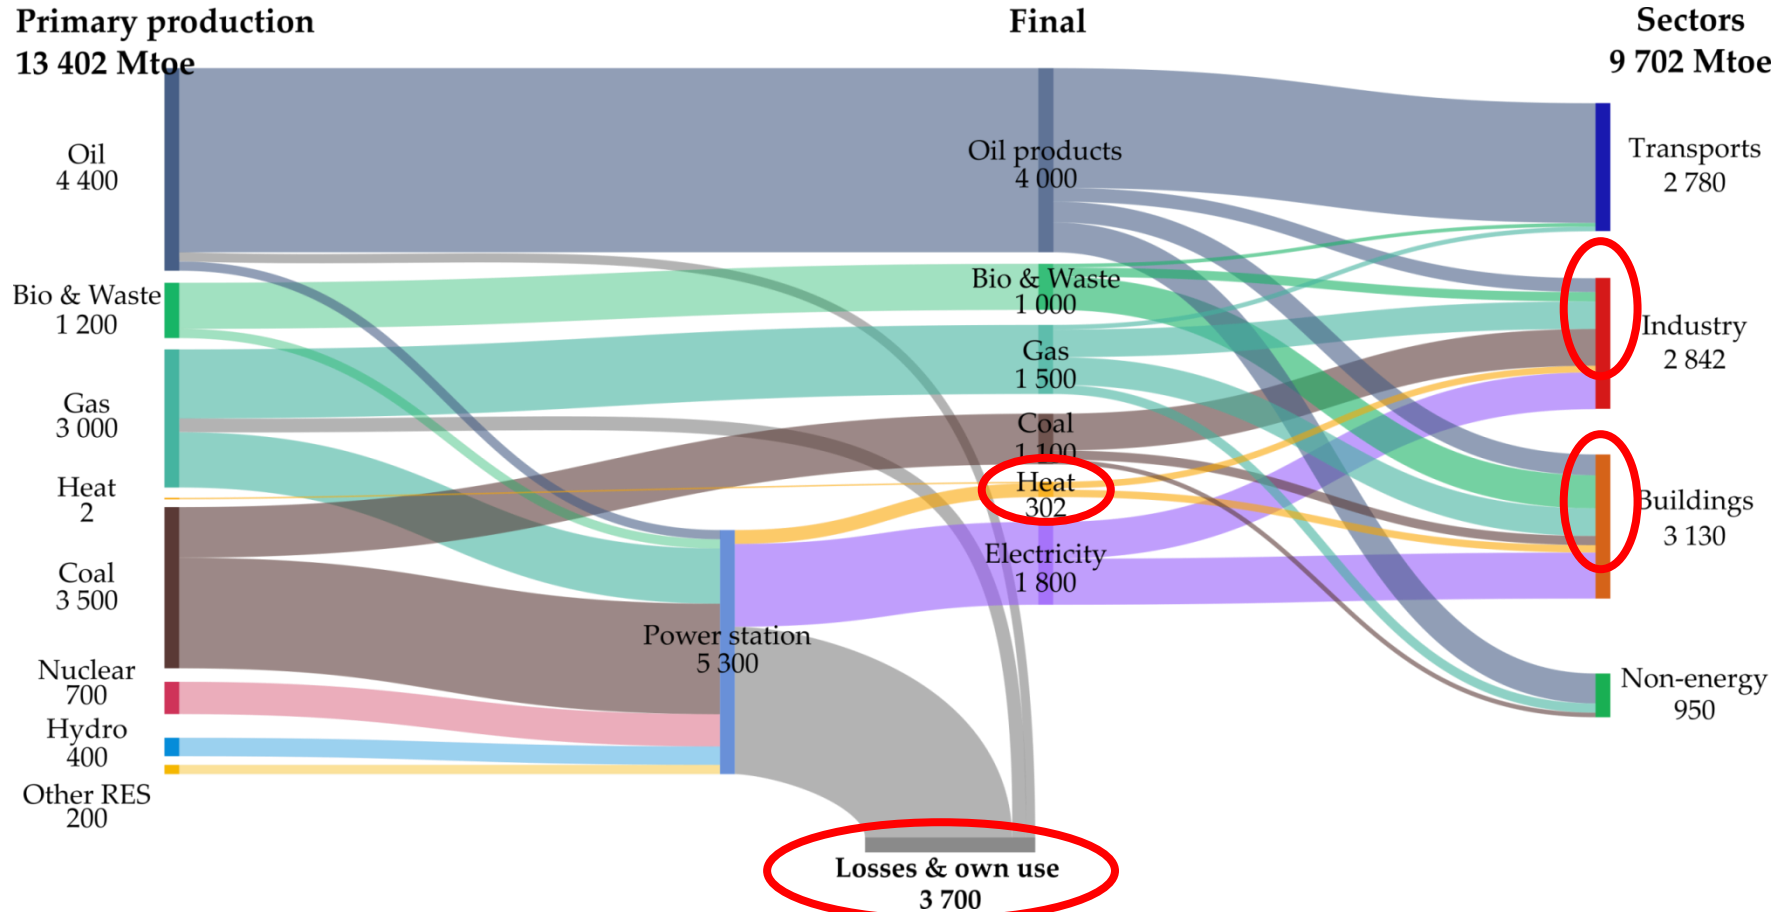 Primary production
13 402 Mtoe
Final
Sectors
9 702 Mtoe
Oil
4 400
Bio & Waste
1 200
Gas
3 000
Heat
2
Coal
3 500
Nuclear
700
Hydro
400
Other RES
200
Power station
5 300
Oil products
4 000
Bio & Waste
1 000
Gas
1 500
Coal
1 100
Heat
302
Electricity
1 800
Losses & own use
3 700
Transports
2 780
Industry
2 842
Buildings
3 130
Non-energy
950